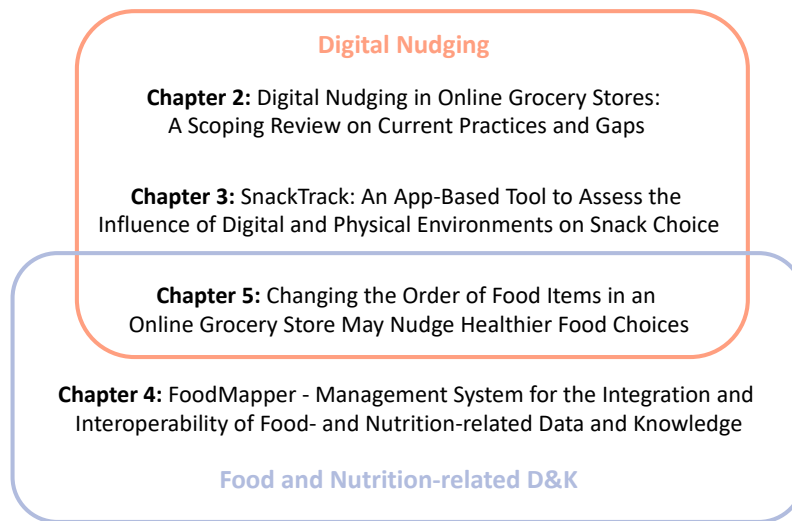 Digital Nudging
Chapter 2: Digital Nudging in Online Grocery Stores:
A Scoping Review on Current Practices and Gaps
Chapter 3: SnackTrack: An App-Based Tool to Assess the
Influence of Digital and Physical Environments on Snack Choice
Chapter 5: Changing the Order of Food Items in an
Online Grocery Store May Nudge Healthier Food Choices
Chapter 4: FoodMapper - Management System for the Integration and
Interoperability of Food- and Nutrition-related Data and Knowledge
Food and Nutrition-related D&K